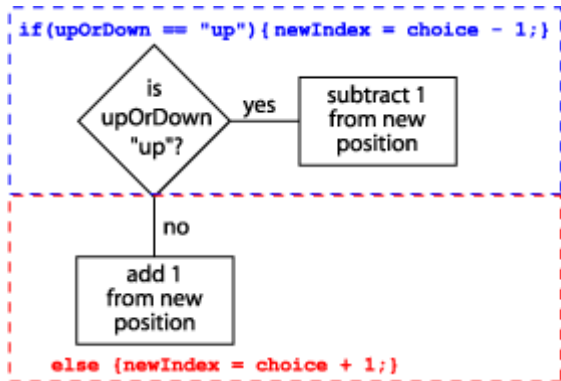 if(upOrDown == "up"){newIndex = choice - 1;}
is
upOrDown
"up"?
yes
subtract 1
from new
position
no
add 1
from new
position
else {newIndex = choice + 1;}